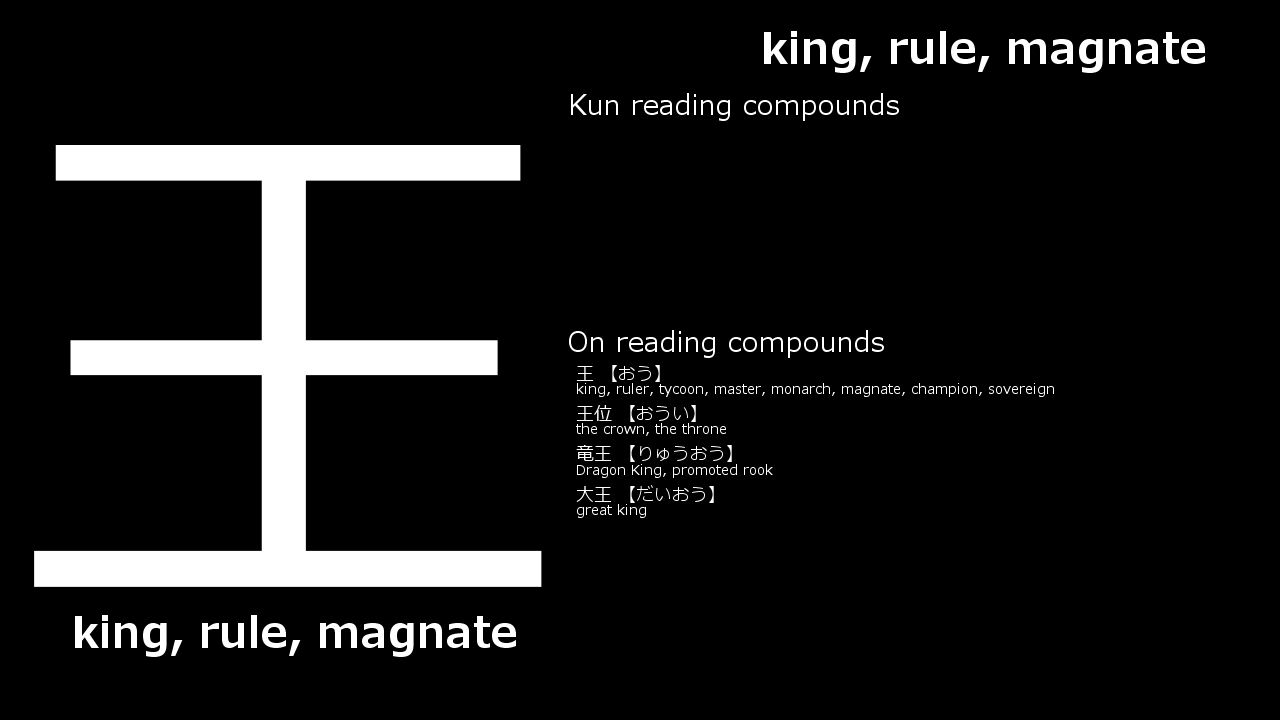 王
king, rule, magnate
king, rule, magnate
Kun reading compounds
On reading compounds
王 【おう】
king, ruler, tycoon, master, monarch, magnate, champion, sovereign
王位 【おうい】
the crown, the throne
竜王 【りゅうおう】
Dragon King, promoted rook
大王 【だいおう】
great king